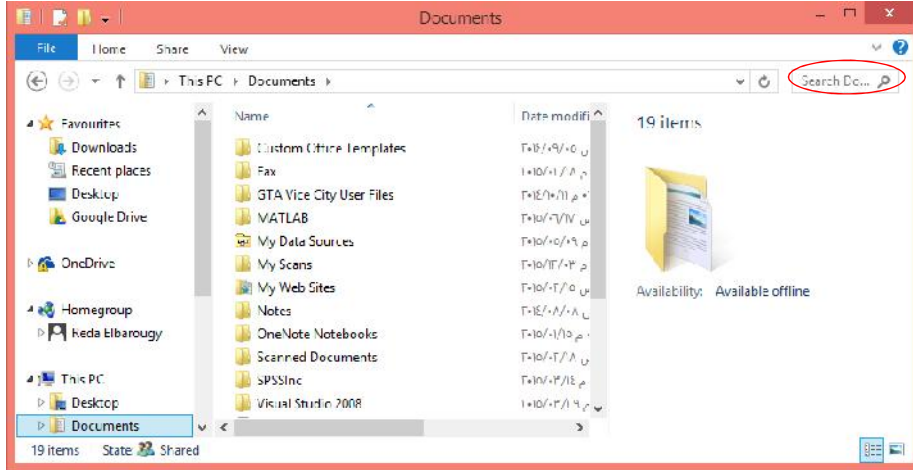 Documents
File Home Share View
This PC Documents
Search Do...
Favourites
Downloads
Recent places
Desktop
Google Drive
OneDrive
Homegroup
Reda Elbarougy
This PC
Desktop
Documents
Name Date modifi
Custom Office Templates
Fax
GTA Vice City User Files
MATLAB
My Data Sources
My Scans
My Web Sites
Notes
OneNote Notebooks
Scanned Documents
SPSSInc
Visual Studio 2008
19 items
Availability: Available offline
19 items State: Shared